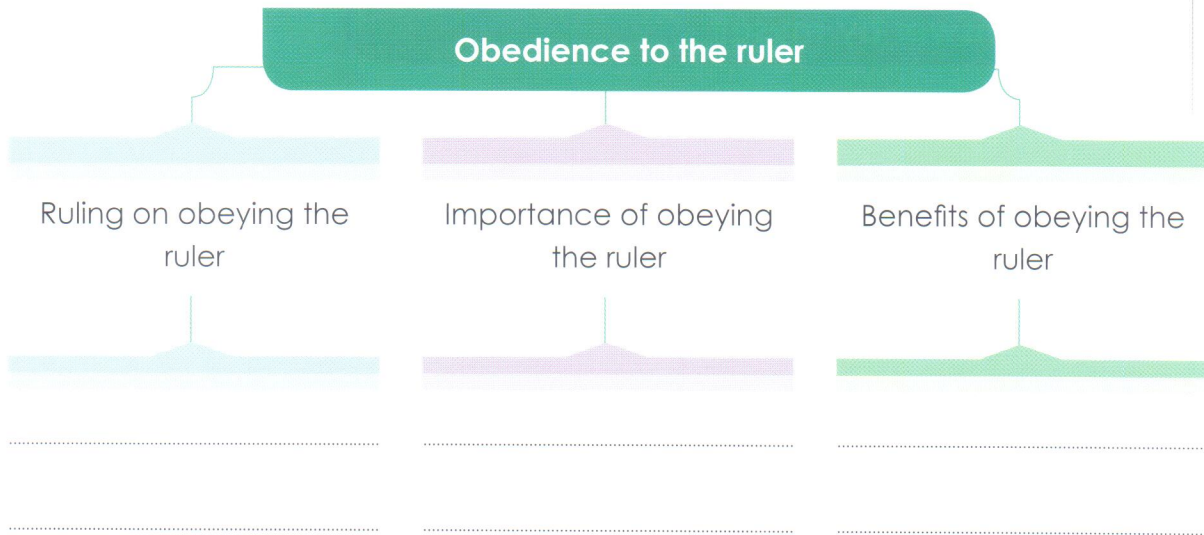 Obedience to the ruler
Ruling on obeying the
ruler
Importance of obeying
the ruler
Benefits of obeying the
ruler